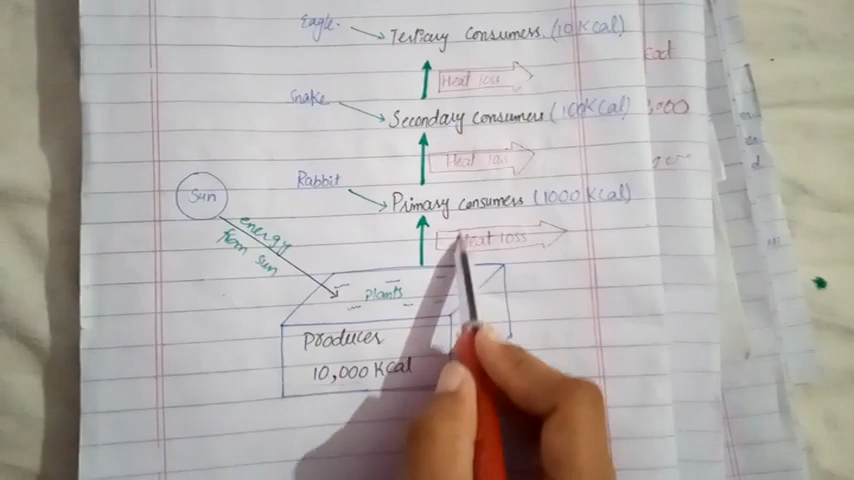 Eagle
Tertiary Consumers (10 KCal)
Heat loss
Snake
Secondary Consumers (100 KCal)
Heat loss
Rabbit
Primary Consumers (1000 KCal)
Sun
energy from sun
Heat loss
Plants
Producer
10,000 KCal